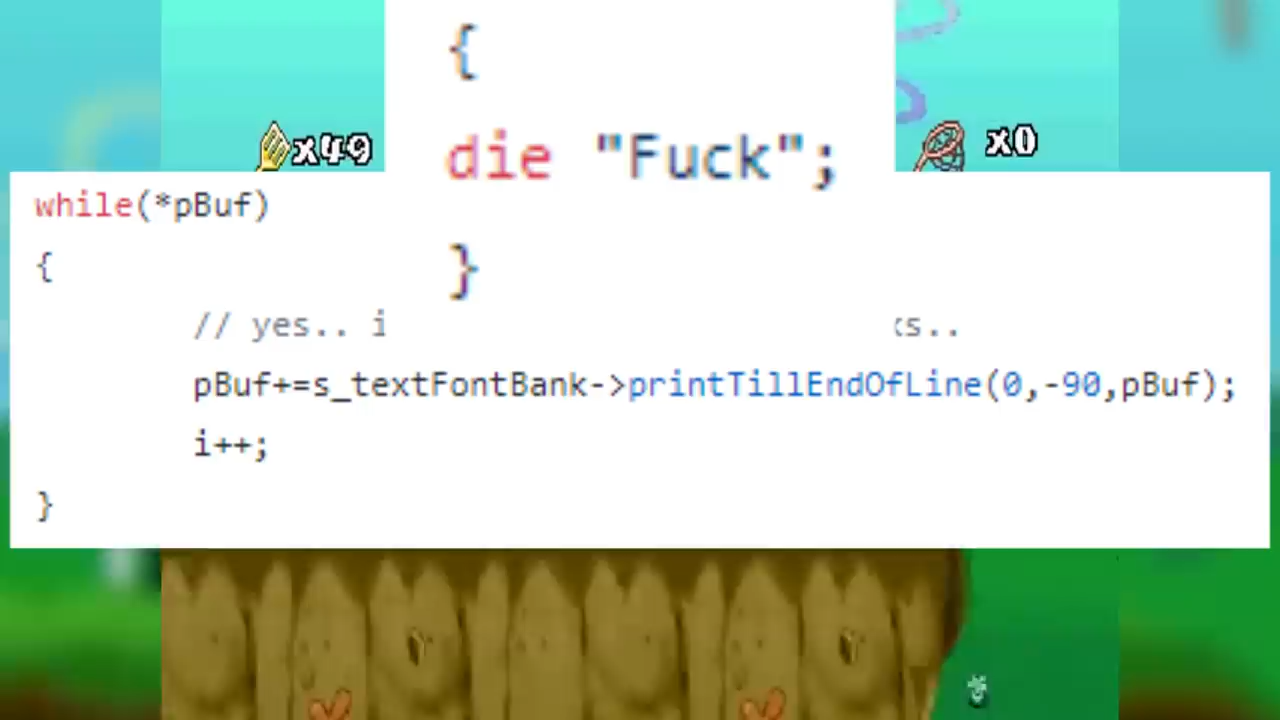 {
x49
die "Fuck";
x0
while(*pBuf)
{
}
// yes.. i
s..
pBuf+=s_textFontBank->printTillEndOfLine(0,-90,pBuf);
i++;
}